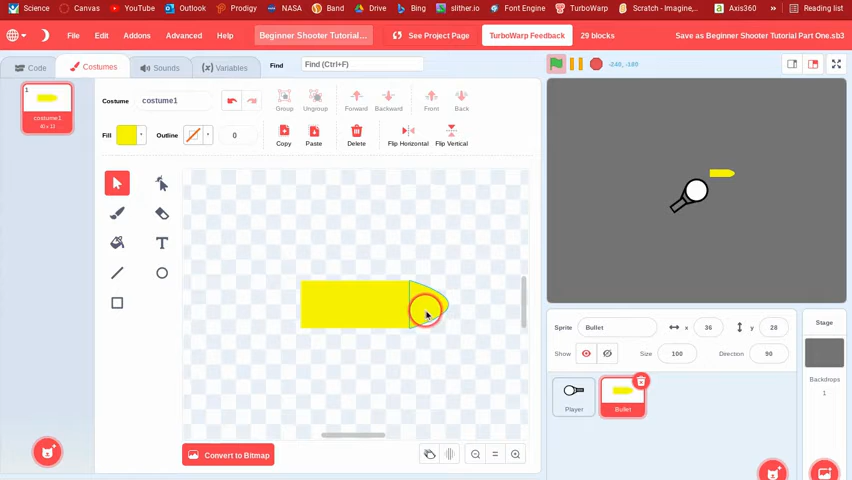 Science Canvas YouTube Outlook Prodigy NASA Band Drive Bing slither.io Font Engine TurboWarp Scratch - Imagine,... Axis360 Reading list
File Edit Addons Advanced Help Beginner Shooter Tutorial... See Project Page TurboWarp Feedback 29 blocks Save as Beginner Shooter Tutorial Part One.sb3
Code Costumes Sounds Variables Find Find (Ctrl+F) -240, -180
1
costume1
Costume costume1 Group Ungroup Forward Backward Front Back
Fill Outline 0 Copy Paste Delete Flip Horizontal Flip Vertical
T
Convert to Bitmap
Sprite Bullet x 36 y 28
Show Size 100 Direction 90
Player Bullet
Stage
Backdrops
1